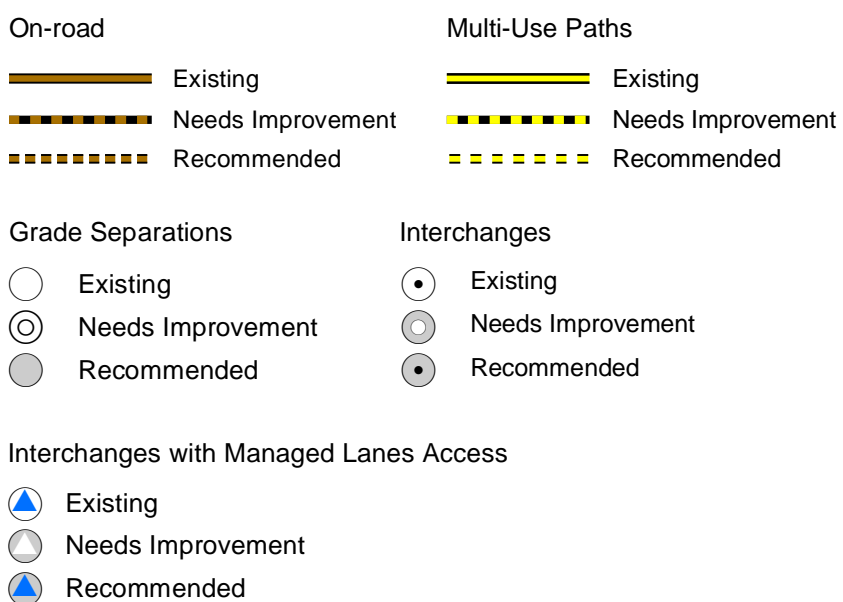 On-road
Existing
Needs Improvement
Recommended
Multi-Use Paths
Existing
Needs Improvement
Recommended
Grade Separations
Existing
Needs Improvement
Recommended
Interchanges
Existing
Needs Improvement
Recommended
Interchanges with Managed Lanes Access
Existing
Needs Improvement
Recommended